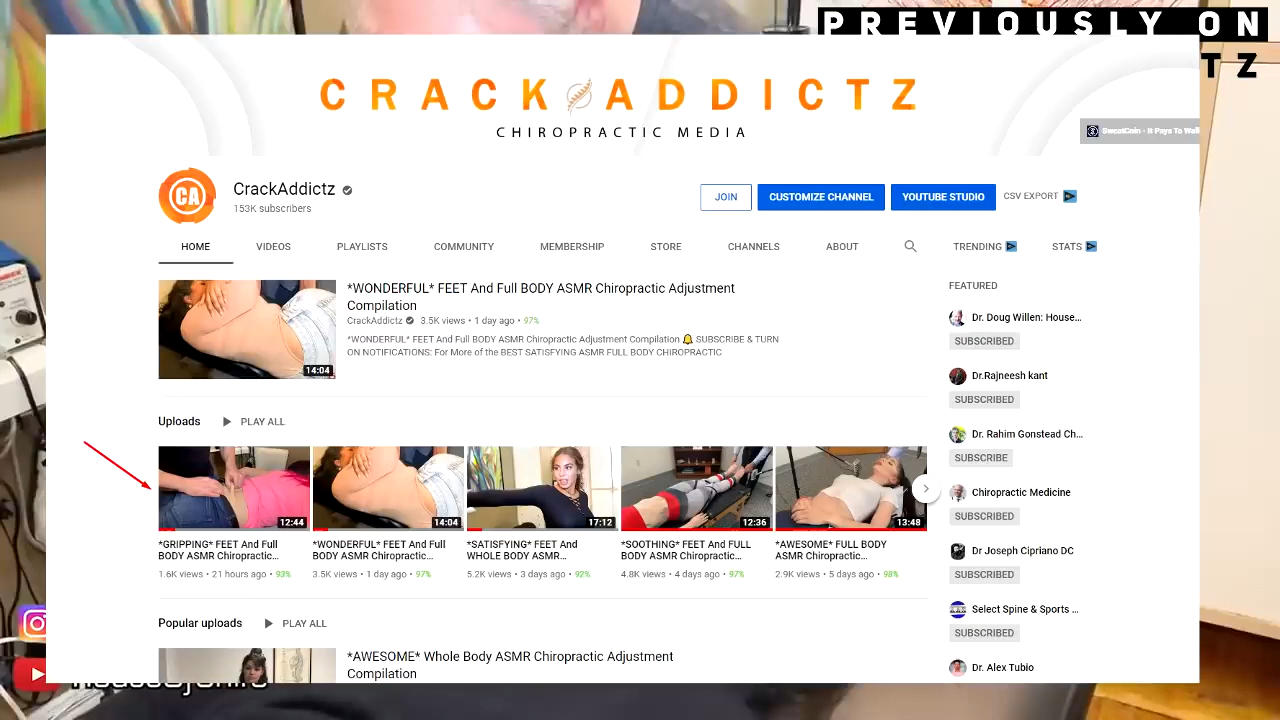 PREVIOUSLY ON
TZ
CRACK ADDICTZ
CHIROPRACTIC MEDIA
SweatCoin - It Pays To Walk
CA
CrackAddictz
153K subscribers
JOIN
CUSTOMIZE CHANNEL
YOUTUBE STUDIO
CSV EXPORT
HOME
VIDEOS
PLAYLISTS
COMMUNITY
MEMBERSHIP
STORE
CHANNELS
ABOUT
TRENDING
STATS
*WONDERFUL* FEET And Full BODY ASMR Chiropractic Adjustment
Compilation
CrackAddictz 3.5K views • 1 day ago • 97%
*WONDERFUL* FEET And Full BODY ASMR Chiropractic Adjustment Compilation 🔔 SUBSCRIBE & TURN
ON NOTIFICATIONS: For More of the BEST SATISFYING ASMR FULL BODY CHIROPRACTIC
14:04
Uploads
PLAY ALL
12:44
*GRIPPING* FEET And Full
BODY ASMR Chiropractic...
1.6K views • 21 hours ago • 93%
14:04
*WONDERFUL* FEET And Full
BODY ASMR Chiropractic...
3.5K views • 1 day ago • 97%
17:12
*SATISFYING* FEET And
WHOLE BODY ASMR...
5.2K views • 3 days ago • 92%
12:36
*SOOTHING* FEET And FULL
BODY ASMR Chiropractic...
4.8K views • 4 days ago • 97%
13:48
*AWESOME* FULL BODY
ASMR Chiropractic...
2.9K views • 5 days ago • 98%
Popular uploads
PLAY ALL
*AWESOME* Whole Body ASMR Chiropractic Adjustment
Compilation
FEATURED
Dr. Doug Willen: House...
SUBSCRIBED
Dr.Rajneesh kant
SUBSCRIBED
Dr. Rahim Gonstead Ch...
SUBSCRIBE
Chiropractic Medicine
SUBSCRIBED
Dr Joseph Cipriano DC
SUBSCRIBED
Select Spine & Sports ...
SUBSCRIBED
Dr. Alex Tubio